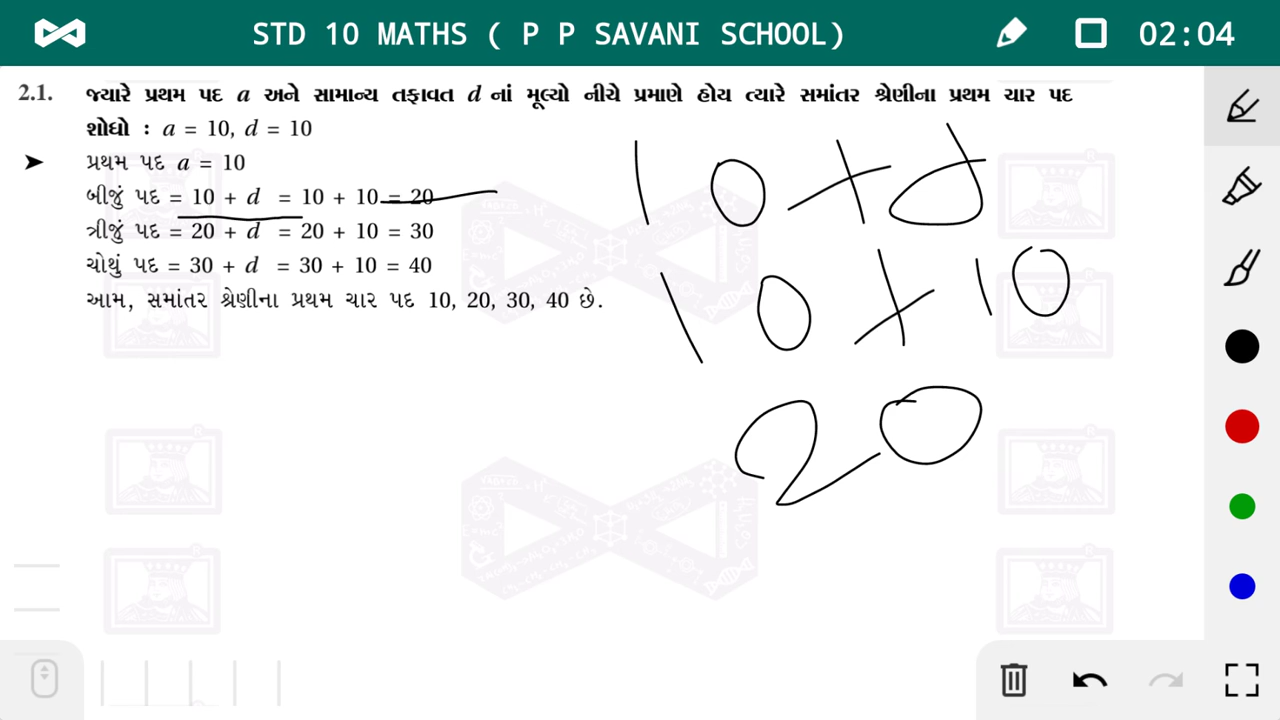 STD 10 MATHS ( P P SAVANI SCHOOL) 02:04
2.1. જ્યારે પ્રથમ પદ a અને સામાન્ય તફાવત d નાં મૂલ્યો નીચે પ્રમાણે હોય ત્યારે સમાંતર શ્રેણીના પ્રથમ ચાર પદ
શોધો : a = 10, d = 10
➤ પ્રથમ પદ a = 10
બીજું પદ = 10 + d = 10 + 10 = 20
ત્રીજું પદ = 20 + d = 20 + 10 = 30
ચોથું પદ = 30 + d = 30 + 10 = 40
આમ, સમાંતર શ્રેણીના પ્રથમ ચાર પદ 10, 20, 30, 40 છે.
10 + d
10 + 10
20